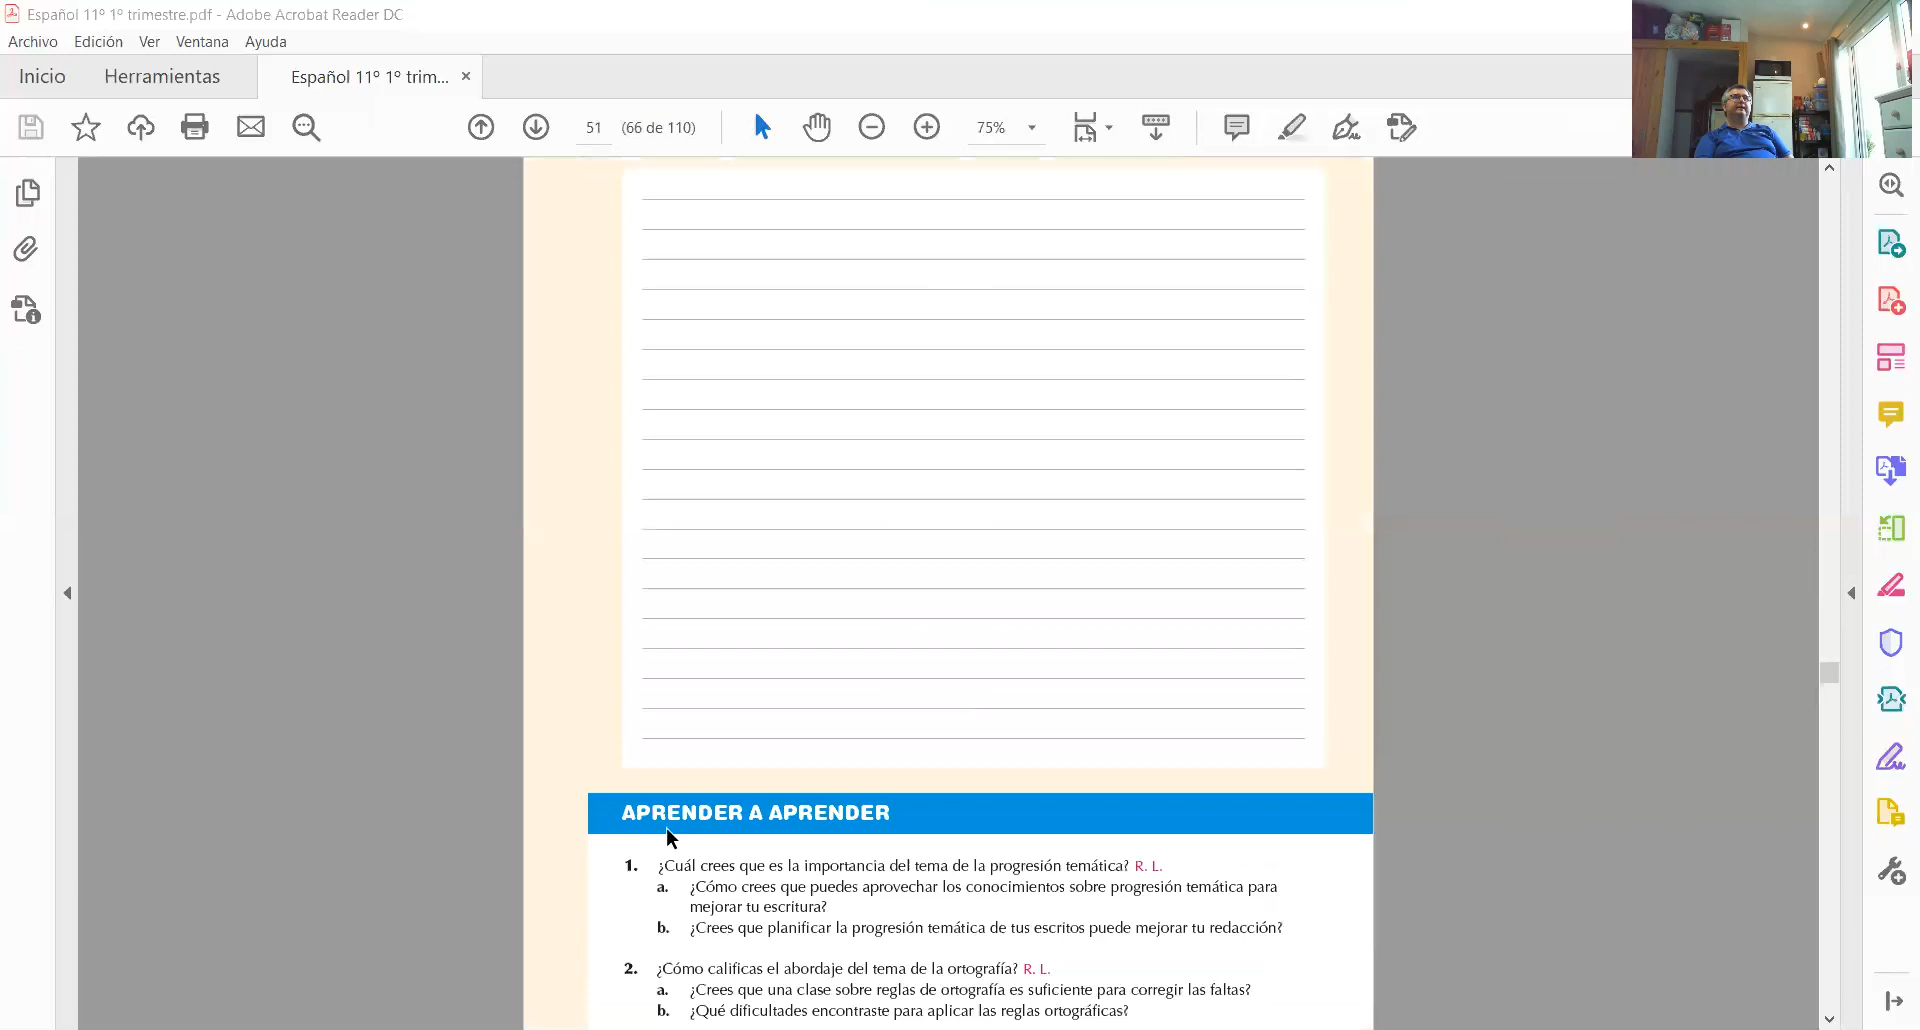 Español 11º 1º trimestre.pdf - Adobe Acrobat Reader DC
Archivo Edición Ver Ventana Ayuda
Inicio Herramientas Español 11º 1º trim... ×
51 (66 de 110) 75%
APRENDER A APRENDER
1. ¿Cuál crees que es la importancia del tema de la progresión temática? R. L.
a. ¿Cómo crees que puedes aprovechar los conocimientos sobre progresión temática para
mejorar tu escritura?
b. ¿Crees que planificar la progresión temática de tus escritos puede mejorar tu redacción?
2. ¿Cómo calificas el abordaje del tema de la ortografía? R. L.
a. ¿Crees que una clase sobre reglas de ortografía es suficiente para corregir las faltas?
b. ¿Qué dificultades encontraste para aplicar las reglas ortográficas?